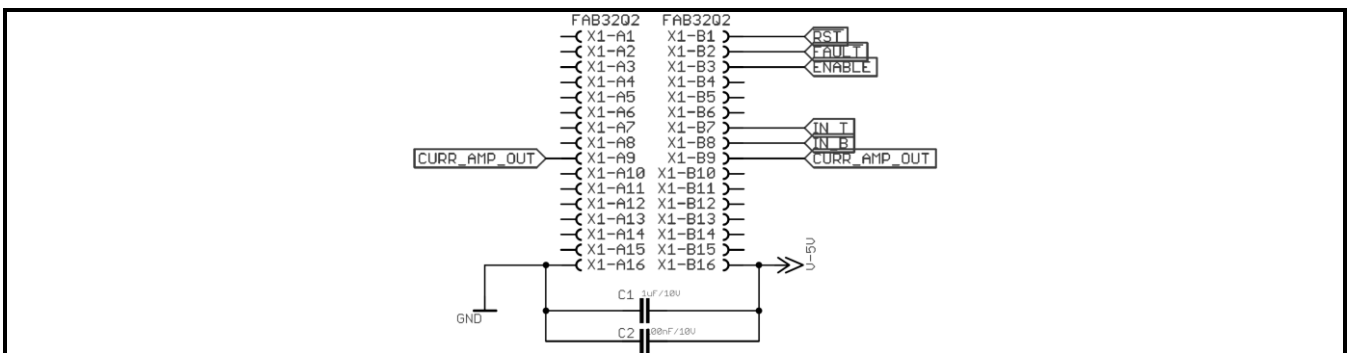 FAB32Q2 FAB32Q2
X1-A1 X1-B1 RST
X1-A2 X1-B2 FAULT
X1-A3 X1-B3 ENABLE
X1-A4 X1-B4
X1-A5 X1-B5
X1-A6 X1-B6
X1-A7 X1-B7 IN_T
X1-A8 X1-B8 IN_B
CURR_AMP_OUT X1-A9 X1-B9 CURR_AMP_OUT
X1-A10 X1-B10
X1-A11 X1-B11
X1-A12 X1-B12
X1-A13 X1-B13
X1-A14 X1-B14
X1-A15 X1-B15
X1-A16 X1-B16 V-5V
C1 1uF/10V
GND
C2 00nF/10V